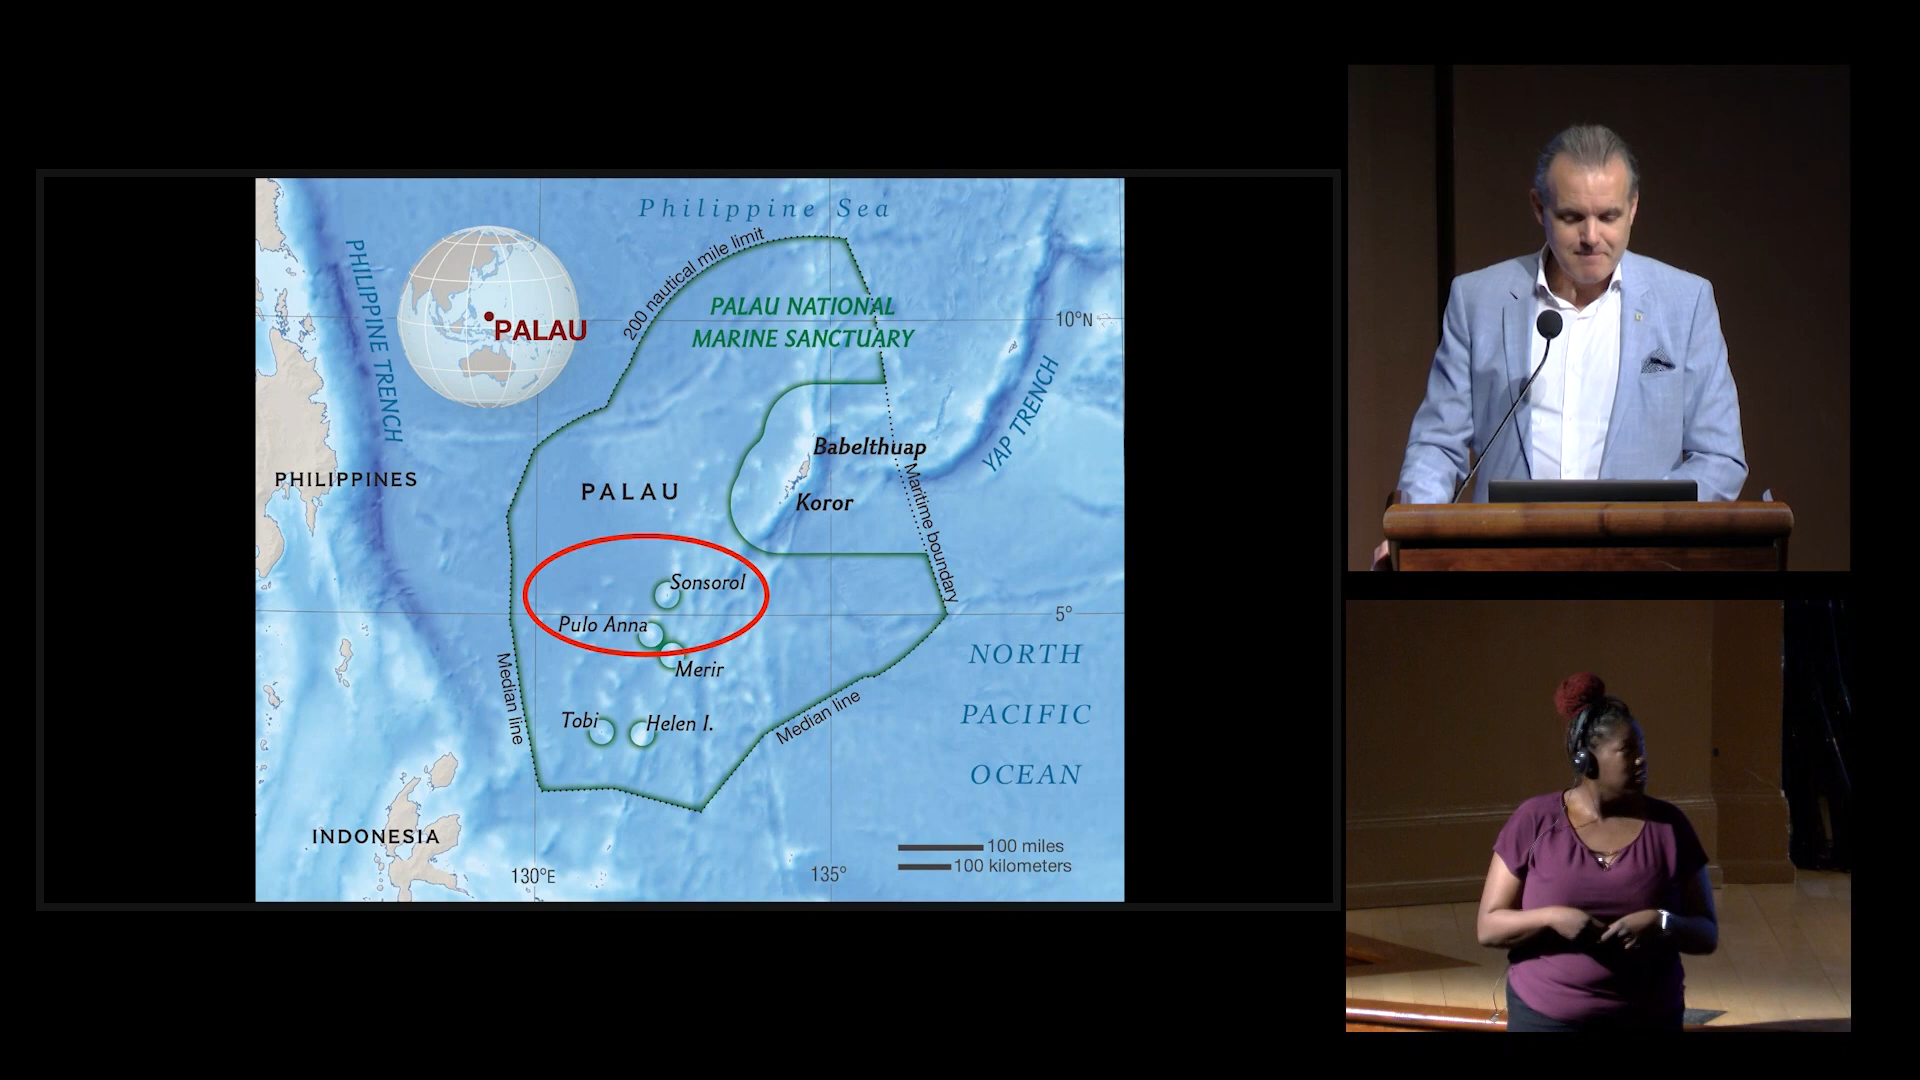 Philippine Sea
200 nautical mile limit
PHILIPPINE TRENCH
PALAU
PALAU NATIONAL
MARINE SANCTUARY
10°N
YAP TRENCH
Babelthuap
PHILIPPINES
PALAU
Koror
Maritime boundary
Sonsorol
Pulo Anna
5°
Merir
NORTH
PACIFIC
OCEAN
Median line
Tobi
Helen I.
Median line
INDONESIA
100 miles
100 kilometers
130°E
135°